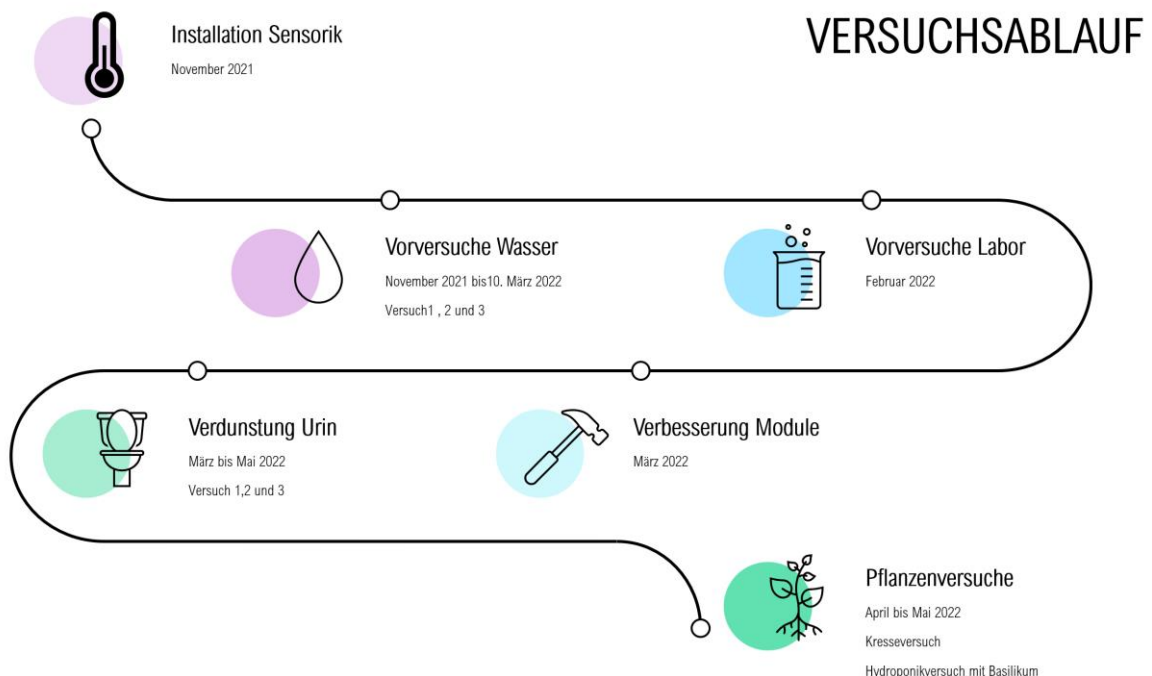 VERSUCHSABLAUF
Installation Sensorik
November 2021
Vorversuche Wasser
November 2021 bis10. März 2022
Versuch1 , 2 und 3
Vorversuche Labor
Februar 2022
Verbesserung Module
März 2022
Verdunstung Urin
März bis Mai 2022
Versuch 1,2 und 3
Pflanzenversuche
April bis Mai 2022
Kresseversuch
Hydroponikversuch mit Basilikum